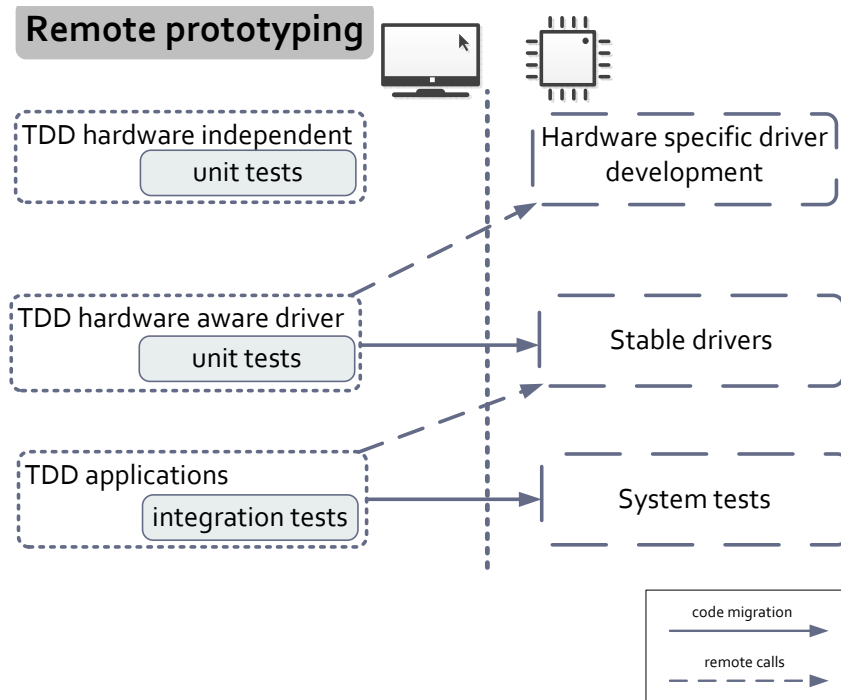 Remote prototyping
TDD hardware independent
unit tests
Hardware specific driver
development
TDD hardware aware driver
unit tests
Stable drivers
TDD applications
integration tests
System tests
code migration
remote calls